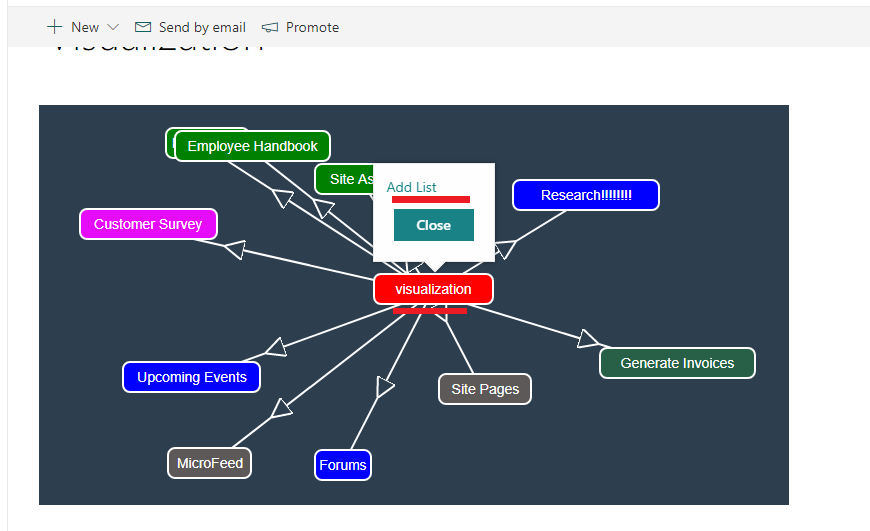 New
Send by email
Promote
Visualization
Employee Handbook
Site As
Add List
Research!!!!!!!!
Customer Survey
Close
visualization
Generate Invoices
Upcoming Events
Site Pages
MicroFeed
Forums